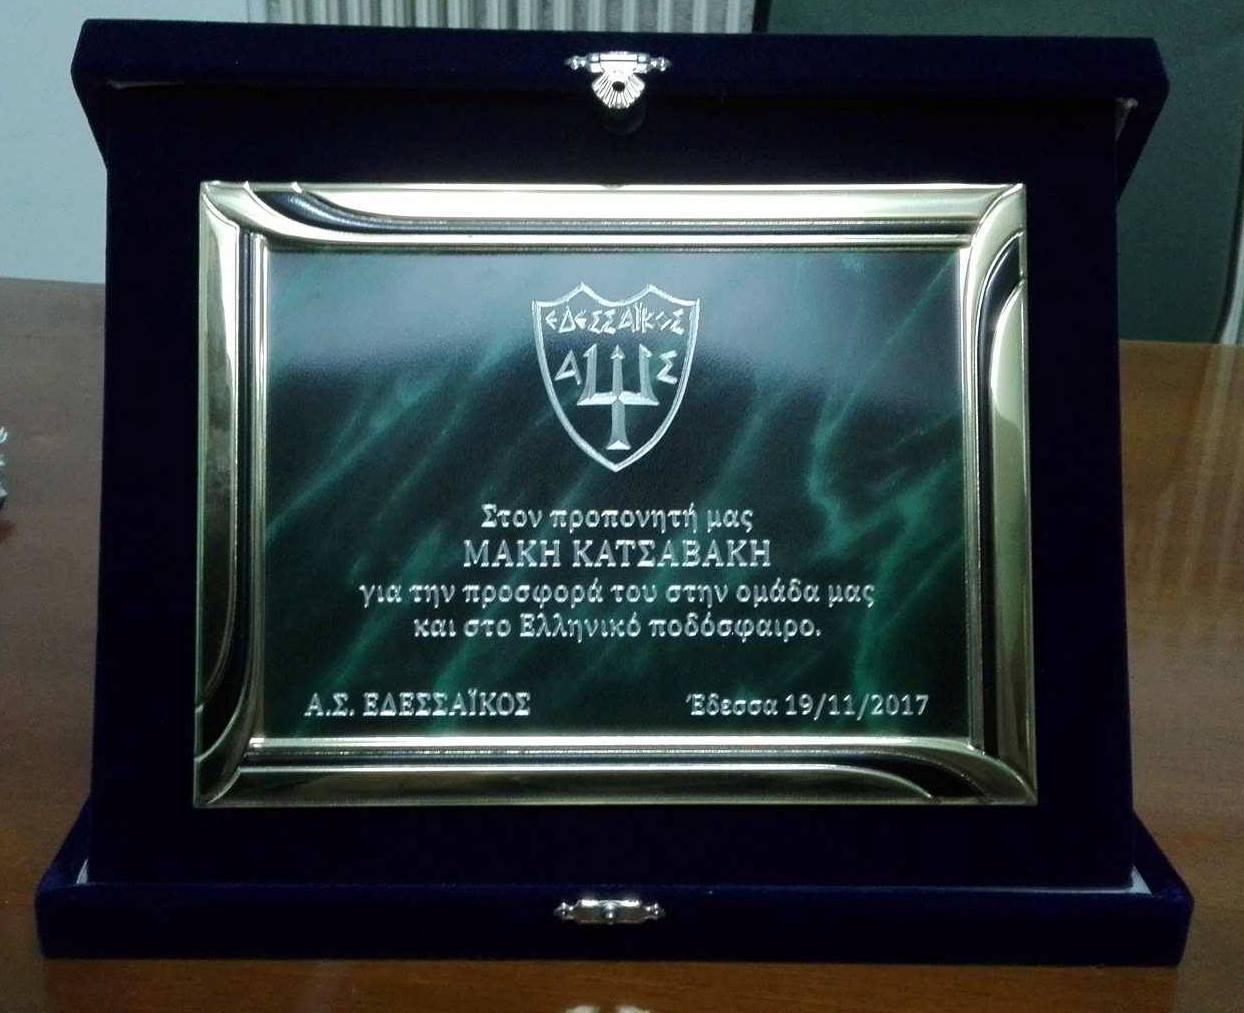 ΕΔΕΣΣΑΪΚΟΣ
Α Σ
Στον προπονητή μας
ΜΑΚΗ ΚΑΤΣΑΒΑΚΗ
για την προσφορά του στην ομάδα μας
και στο Ελληνικό ποδόσφαιρο.
Α.Σ. ΕΔΕΣΣΑΪΚΟΣ Έδεσσα 19/11/2017